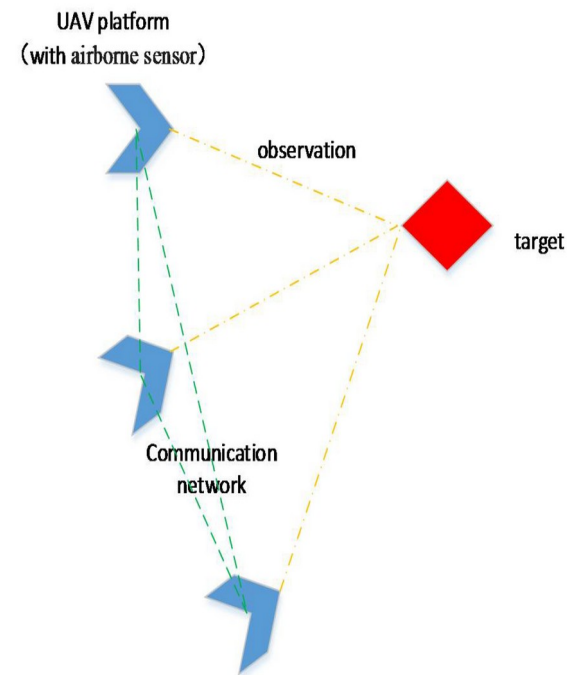 UAV platform
（with airborne sensor）
observation
target
Communication
network